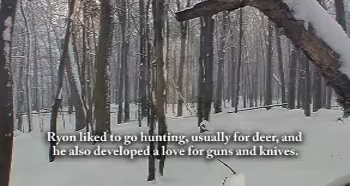 Ryon liked to go hunting, usually for deer, and
he also developed a love for guns and knives.